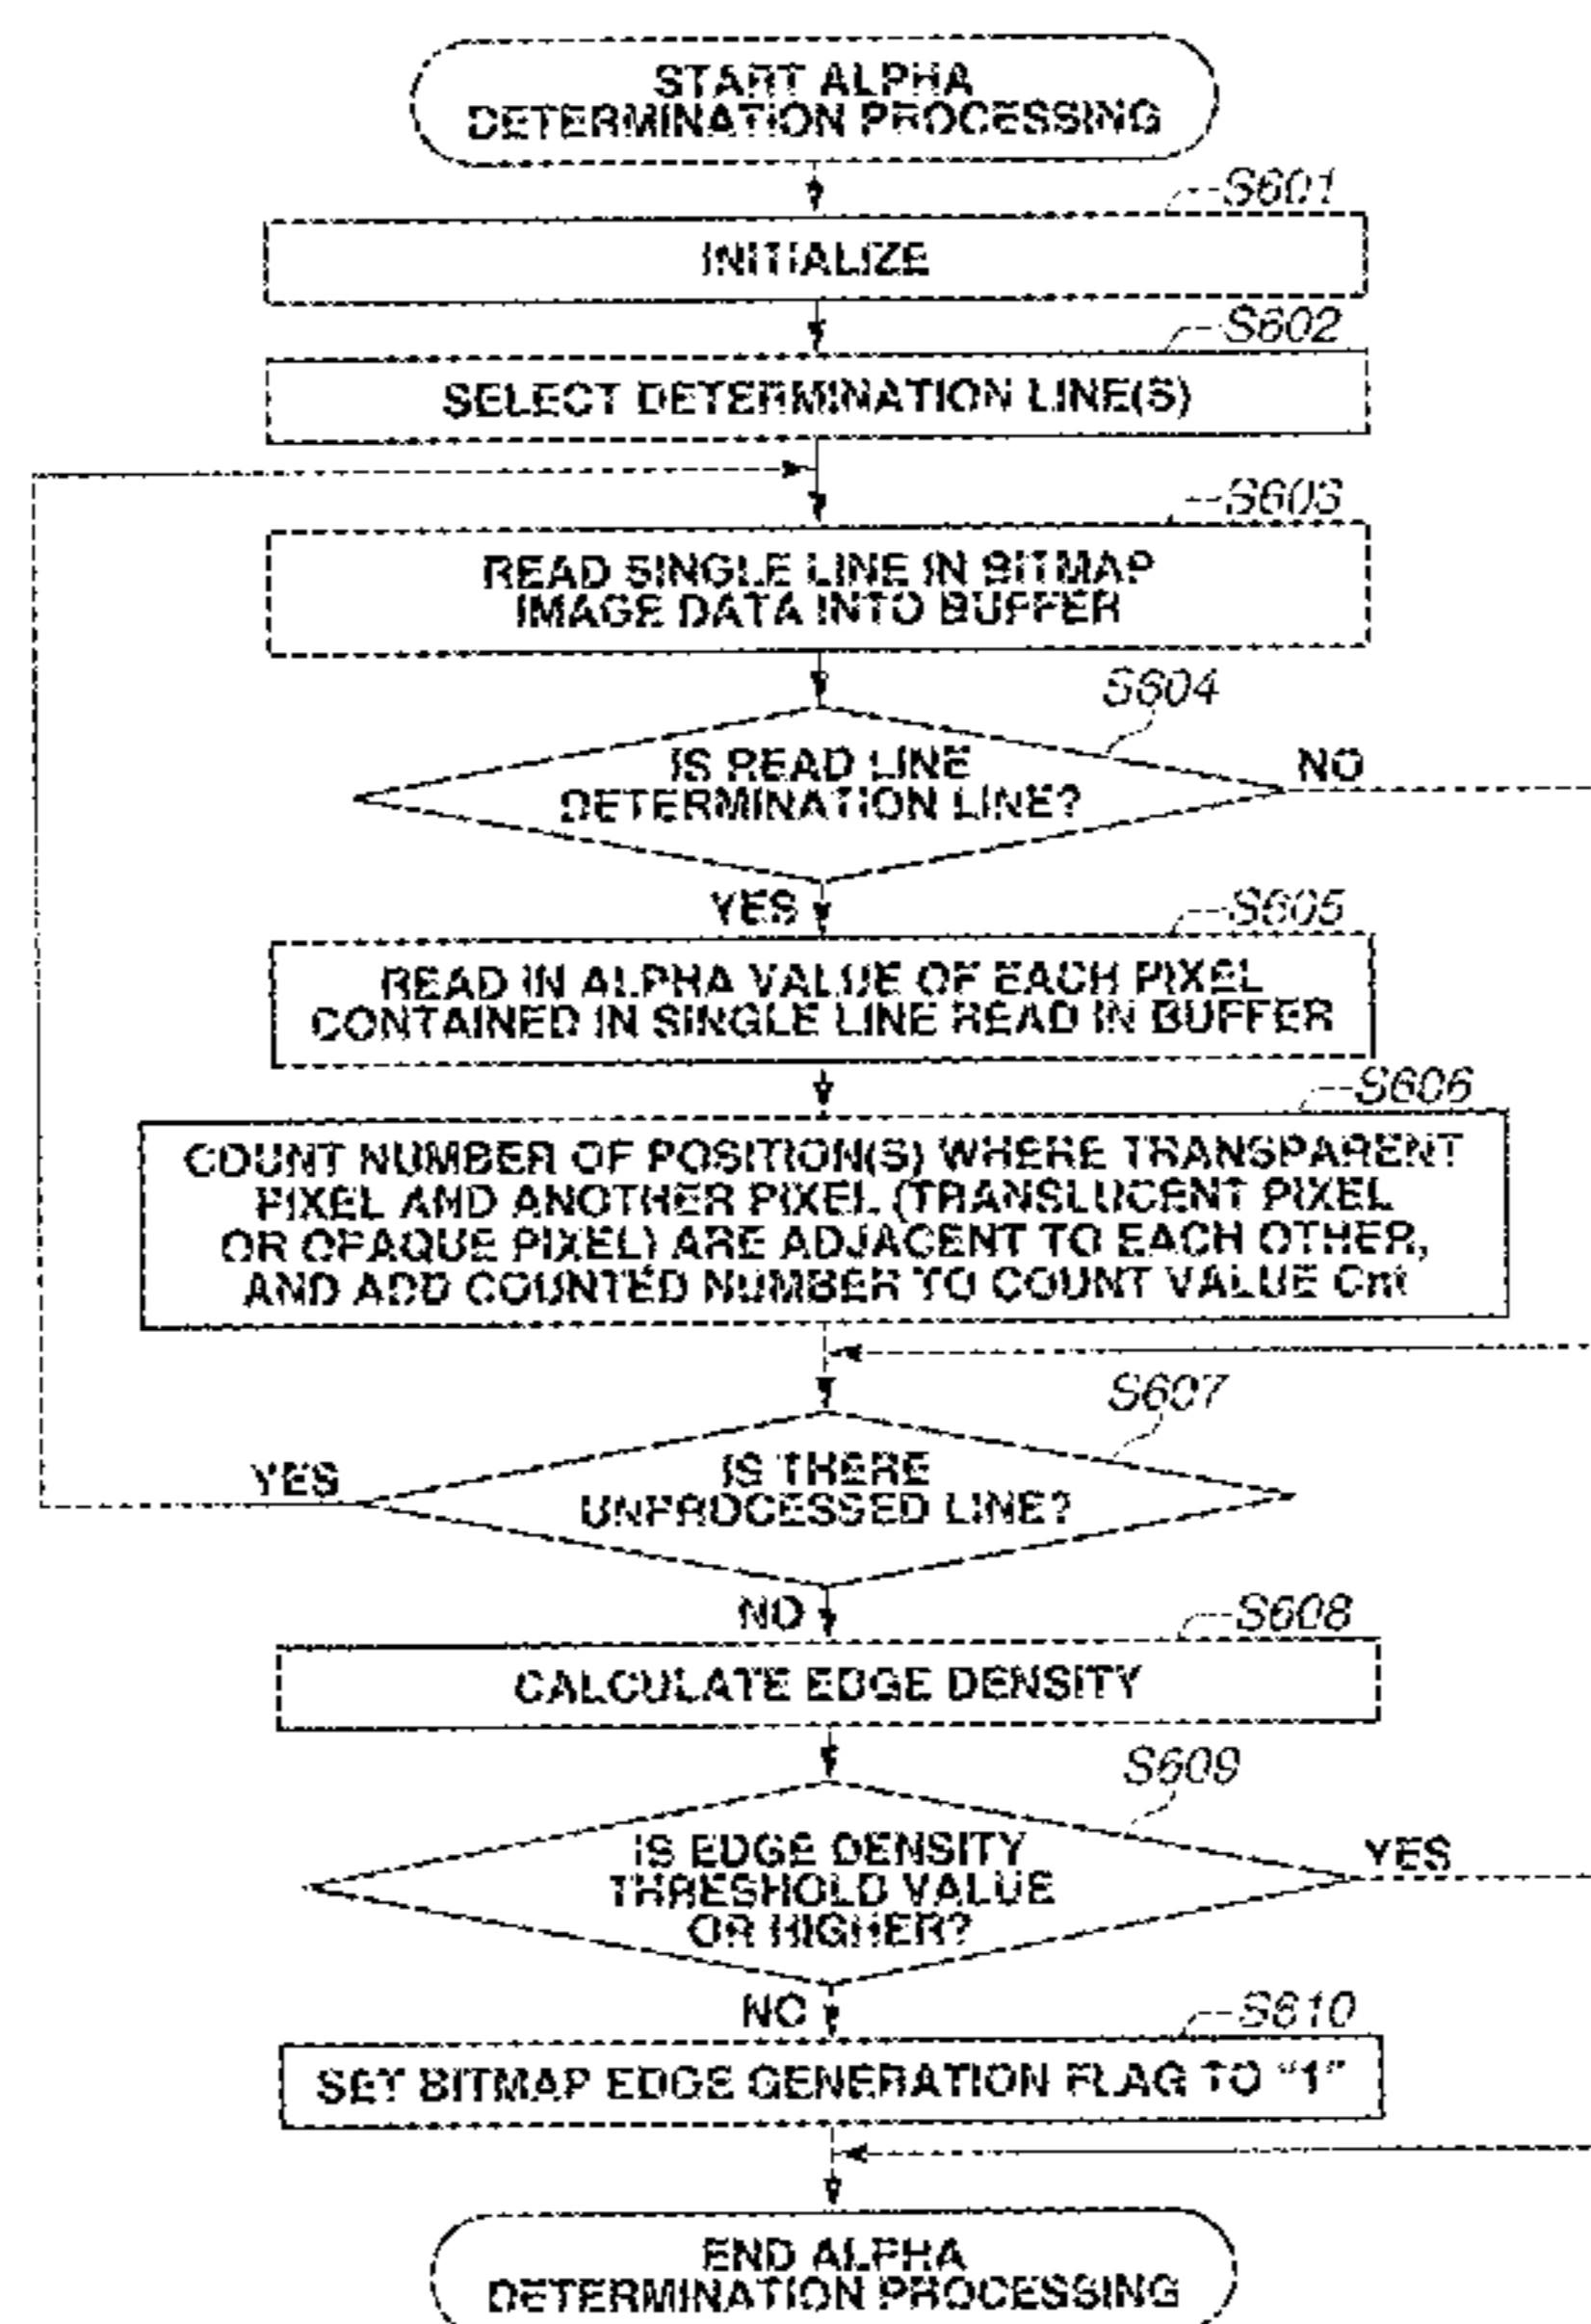 START ALPHA
DETERMINATION PROCESSING
S601
INITIALIZE
S602
SELECT DETERMINATION LINE(S)
S603
READ SINGLE LINE IN BITMAP
IMAGE DATA INTO BUFFER
S604
IS READ LINE
DETERMINATION LINE?
NO
YES
S605
READ IN ALPHA VALUE OF EACH PIXEL
CONTAINED IN SINGLE LINE READ IN BUFFER
S606
COUNT NUMBER OF POSITION(S) WHERE TRANSPARENT
PIXEL AND ANOTHER PIXEL (TRANSLUCENT PIXEL
OR OPAQUE PIXEL) ARE ADJACENT TO EACH OTHER,
AND ADD COUNTED NUMBER TO COUNT VALUE Cnt
S607
YES
IS THERE
UNPROCESSED LINE?
NO
S608
CALCULATE EDGE DENSITY
S609
IS EDGE DENSITY
THRESHOLD VALUE
OR HIGHER?
YES
NO
S610
SET BITMAP EDGE GENERATION FLAG TO "1"
END ALPHA
DETERMINATION PROCESSING